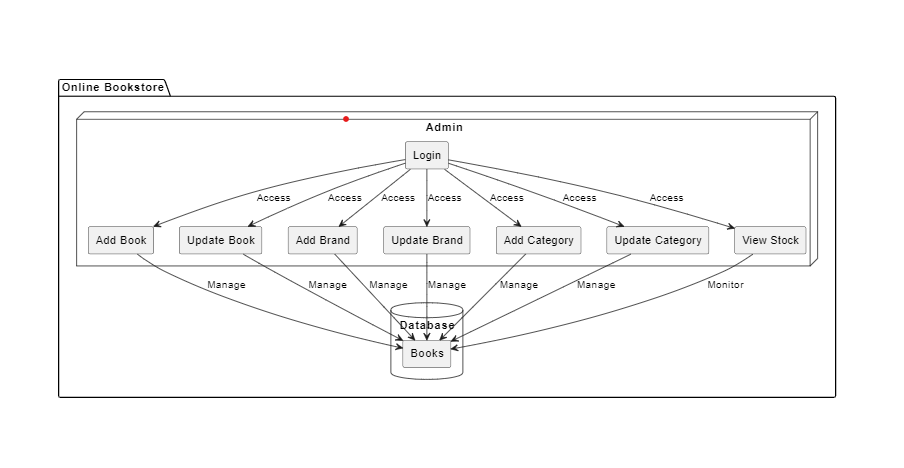 Online Bookstore
Admin
Login
Access Access Access Access Access Access Access
Add Book Update Book Add Brand Update Brand Add Category Update Category View Stock
Manage Manage Manage Manage Manage Manage Monitor
Database
Books